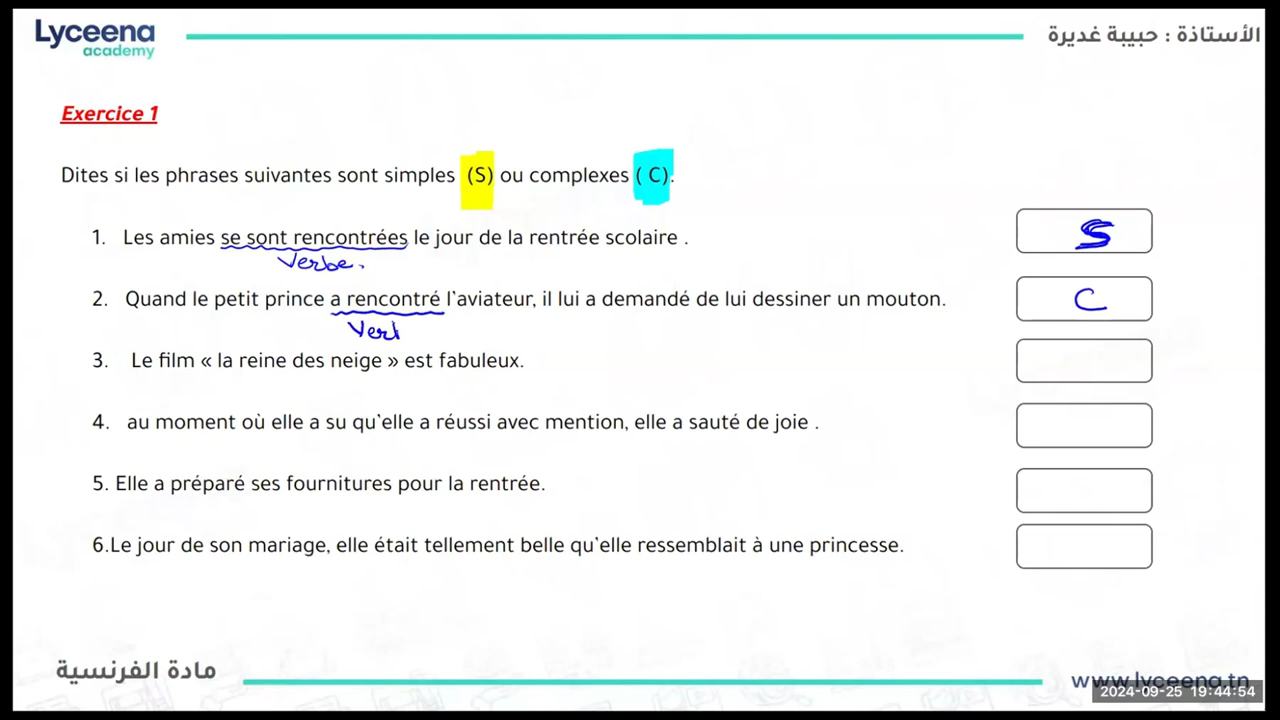 Lyceena
academy
الأستاذة : حبيبة غديرة
Exercice 1
Dites si les phrases suivantes sont simples (S) ou complexes ( C).
1. Les amies se sont rencontrées le jour de la rentrée scolaire . S
Verbe.
2. Quand le petit prince a rencontré l'aviateur, il lui a demandé de lui dessiner un mouton. C
Verb
3. Le film « la reine des neige » est fabuleux.
4. au moment où elle a su qu'elle a réussi avec mention, elle a sauté de joie .
5. Elle a préparé ses fournitures pour la rentrée.
6.Le jour de son mariage, elle était tellement belle qu'elle ressemblait à une princesse.
مادة الفرنسية
www.lyceena.tn
2024-09-25 19:44:54